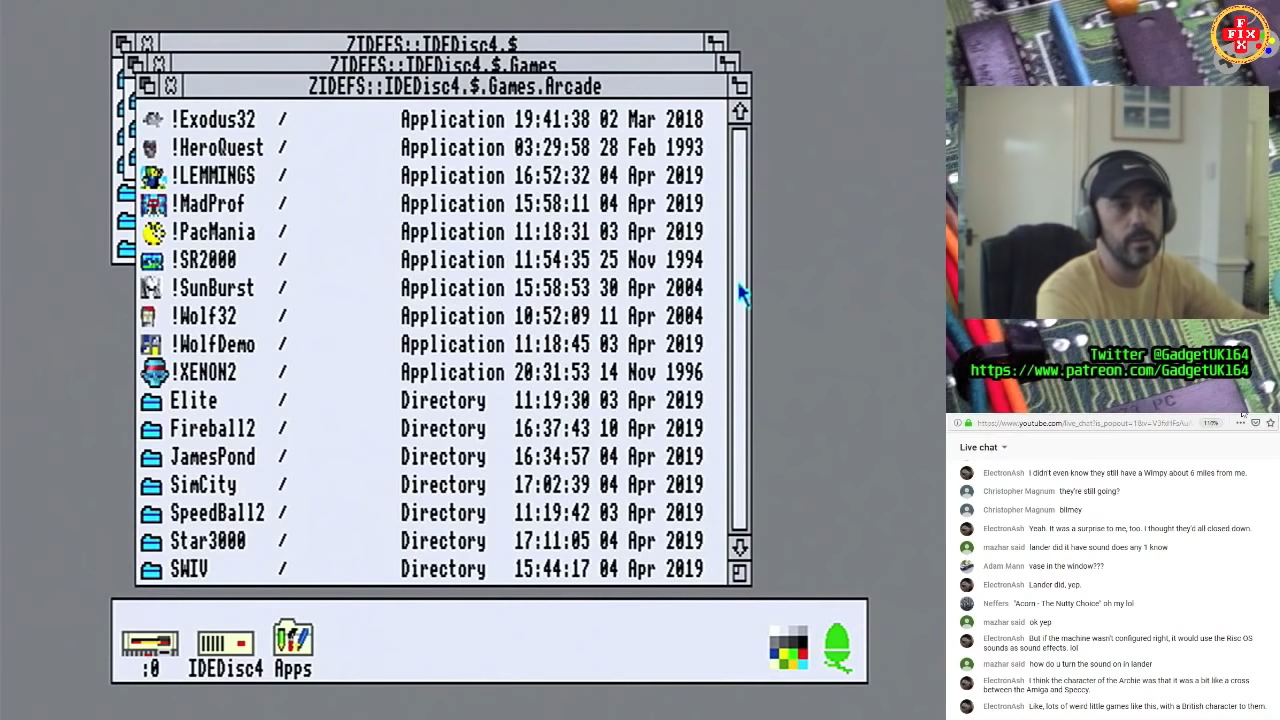 ZIDEFS::IDEDisc4.$
ZIDEFS::IDEDisc4.$.Games
ZIDEFS::IDEDisc4.$.Games.Arcade
!Exodus32 / Application 19:41:38 02 Mar 2018
!HeroQuest / Application 03:29:58 28 Feb 1993
!LEMMINGS / Application 16:52:32 04 Apr 2019
!MadProf / Application 15:58:11 04 Apr 2019
!PacMania / Application 11:18:31 03 Apr 2019
!SR2000 / Application 11:54:35 25 Nov 1994
!SunBurst / Application 15:58:53 30 Apr 2004
!Wolf32 / Application 10:52:09 11 Apr 2004
!WolfDemo / Application 11:18:45 03 Apr 2019
!XENON2 / Application 20:31:53 14 Nov 1996
Elite / Directory 11:19:30 03 Apr 2019
Fireball2 / Directory 16:37:43 10 Apr 2019
JamesPond / Directory 16:34:57 04 Apr 2019
SimCity / Directory 17:02:39 04 Apr 2019
SpeedBall2 / Directory 11:19:42 03 Apr 2019
Star3000 / Directory 17:11:05 04 Apr 2019
SWIV / Directory 15:44:17 04 Apr 2019
:0 IDEDisc4 Apps
FIX
Twitter @GadgetUK164
https://www.patreon.com/GadgetUK164
110%
Live chat
ElectronAsh I didn't even know they still have a Wimpy about 6 miles from me.
Christopher Magnum they're still going?
Christopher Magnum blimey
ElectronAsh Yeah. It was a surprise to me, too. I thought they'd all closed down.
mazhar said lander did it have sound does any 1 know
Adam Mann vase in the window???
ElectronAsh Lander did, yep.
Neffers "Acorn - The Nutty Choice" oh my lol
mazhar said ok yep
ElectronAsh But if the machine wasn't configured right, it would use the Risc OS
sounds as sound effects. lol
mazhar said how do u turn the sound on in lander
ElectronAsh I think the character of the Archie was that it was a bit like a cross
between the Amiga and Speccy.
ElectronAsh Like, lots of weird little games like this, with a British character to them.